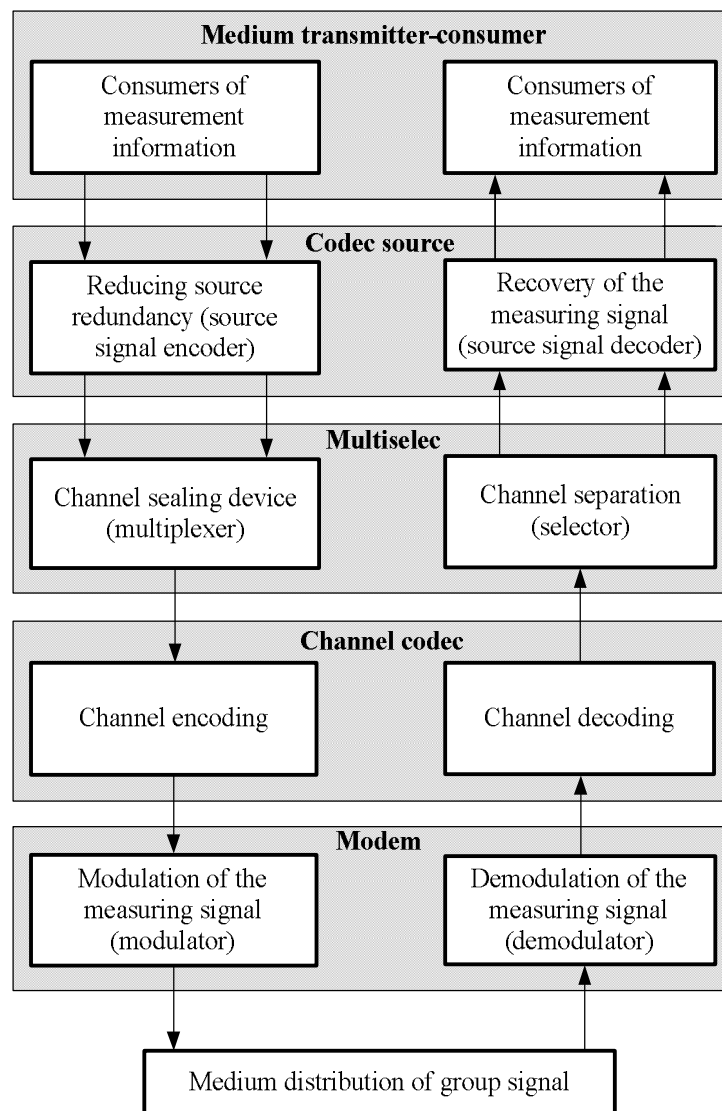 Medium transmitter-consumer
Consumers of
measurement
information
Consumers of
measurement
information
Codec source
Reducing source
redundancy (source
signal encoder)
Recovery of the
measuring signal
(source signal decoder)
Multiselec
Channel sealing device
(multiplexer)
Channel separation
(selector)
Channel codec
Channel encoding
Channel decoding
Modem
Modulation of the
measuring signal
(modulator)
Demodulation of the
measuring signal
(demodulator)
Medium distribution of group signal